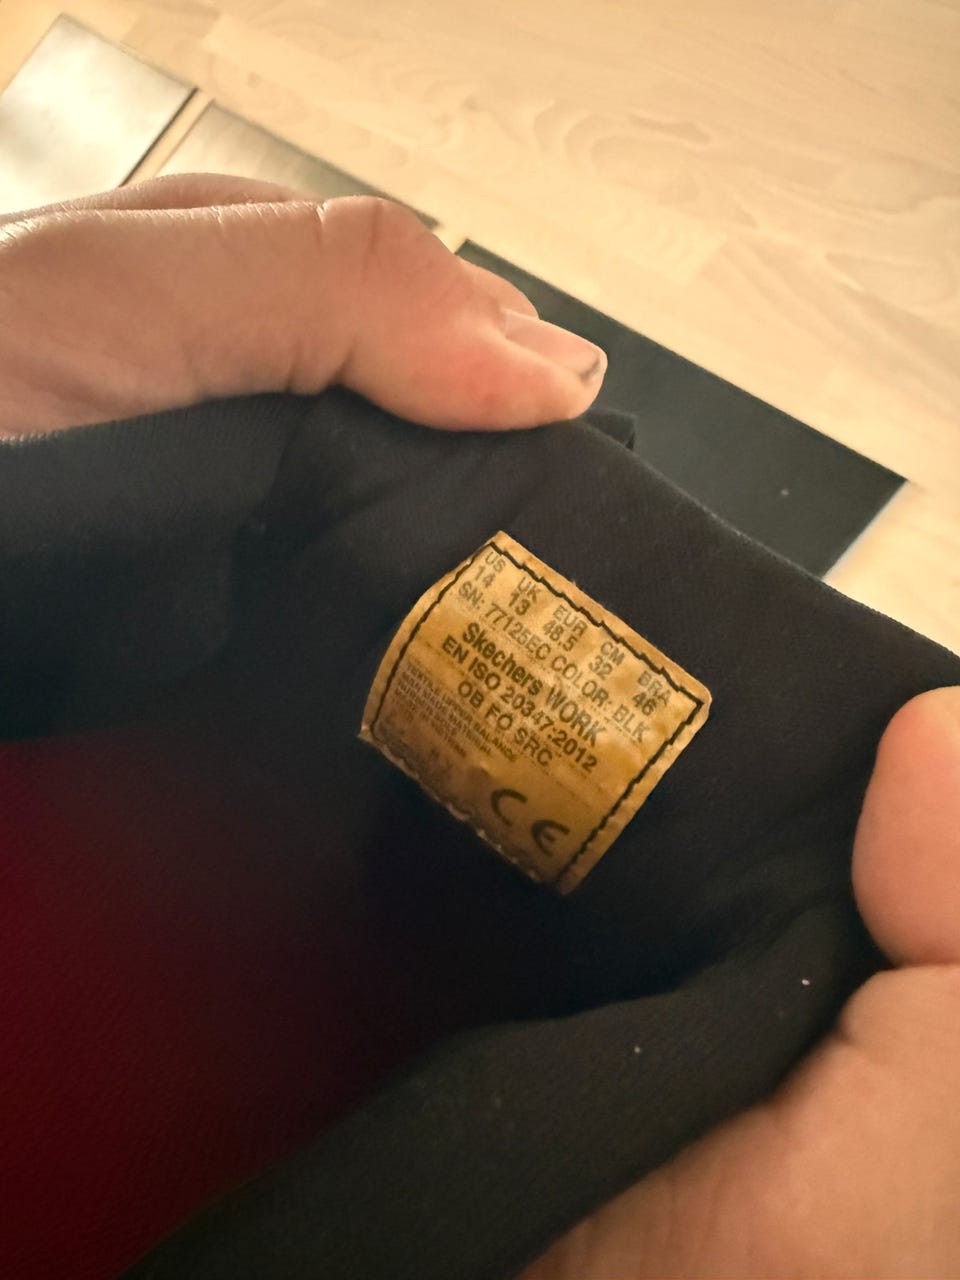 US UK EUR CM BRA
14 13 48.5 32 46
SN: 77125EC COLOR: BLK
Skechers WORK
EN ISO 20347:2012
OB FO SRC
CE